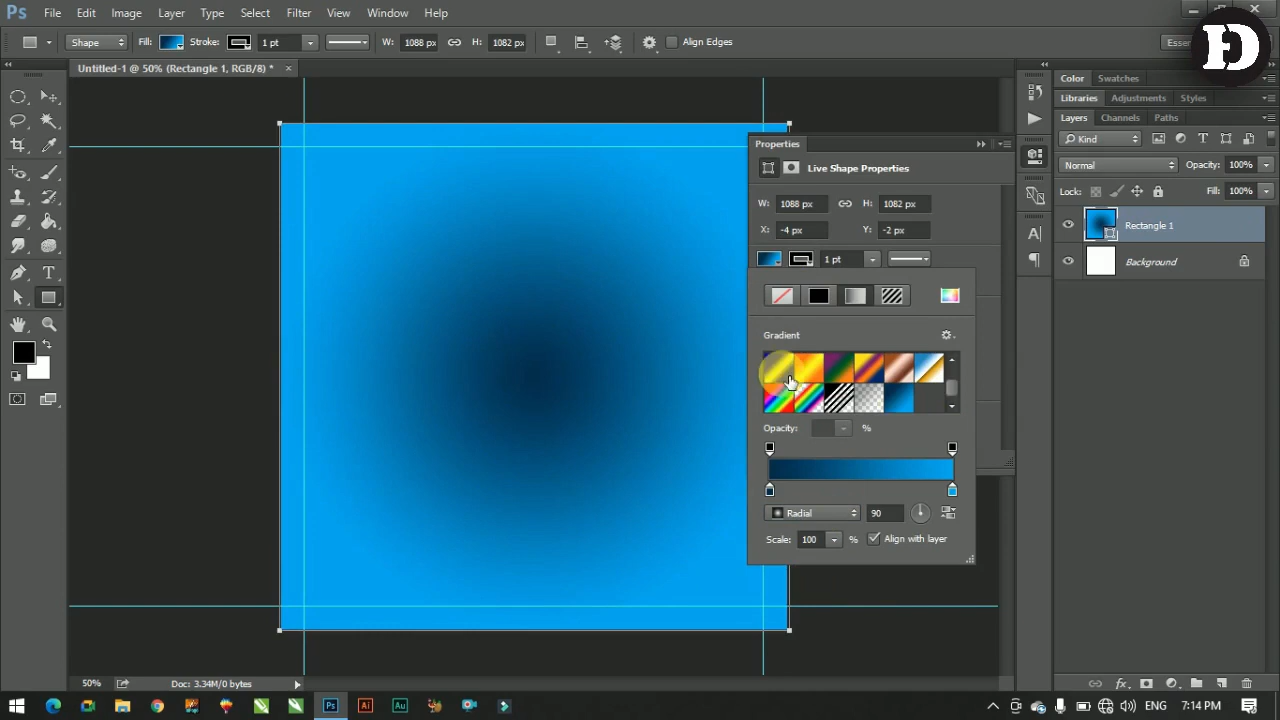 Ps File Edit Image Layer Type Select Filter 3D View Window Help
Shape Fill: Stroke: 1 pt W: 1088 px H: 1082 px Align Edges
Untitled-1 @ 50% (Rectangle 1, RGB/8) * ×
Color Swatches
Libraries Adjustments Styles
Layers Channels Paths
Kind
Normal Opacity: 100%
Lock: Fill: 100%
Rectangle 1
Background
Properties
Live Shape Properties
W: 1088 px H: 1082 px
X: -4 px Y: -2 px
1 pt
Gradient
Opacity: %
Radial 90
Scale: 100 % Align with layer
T
A
fx
50% Doc: 3.34M/0 bytes
Ps Ai Au
ENG 7:14 PM